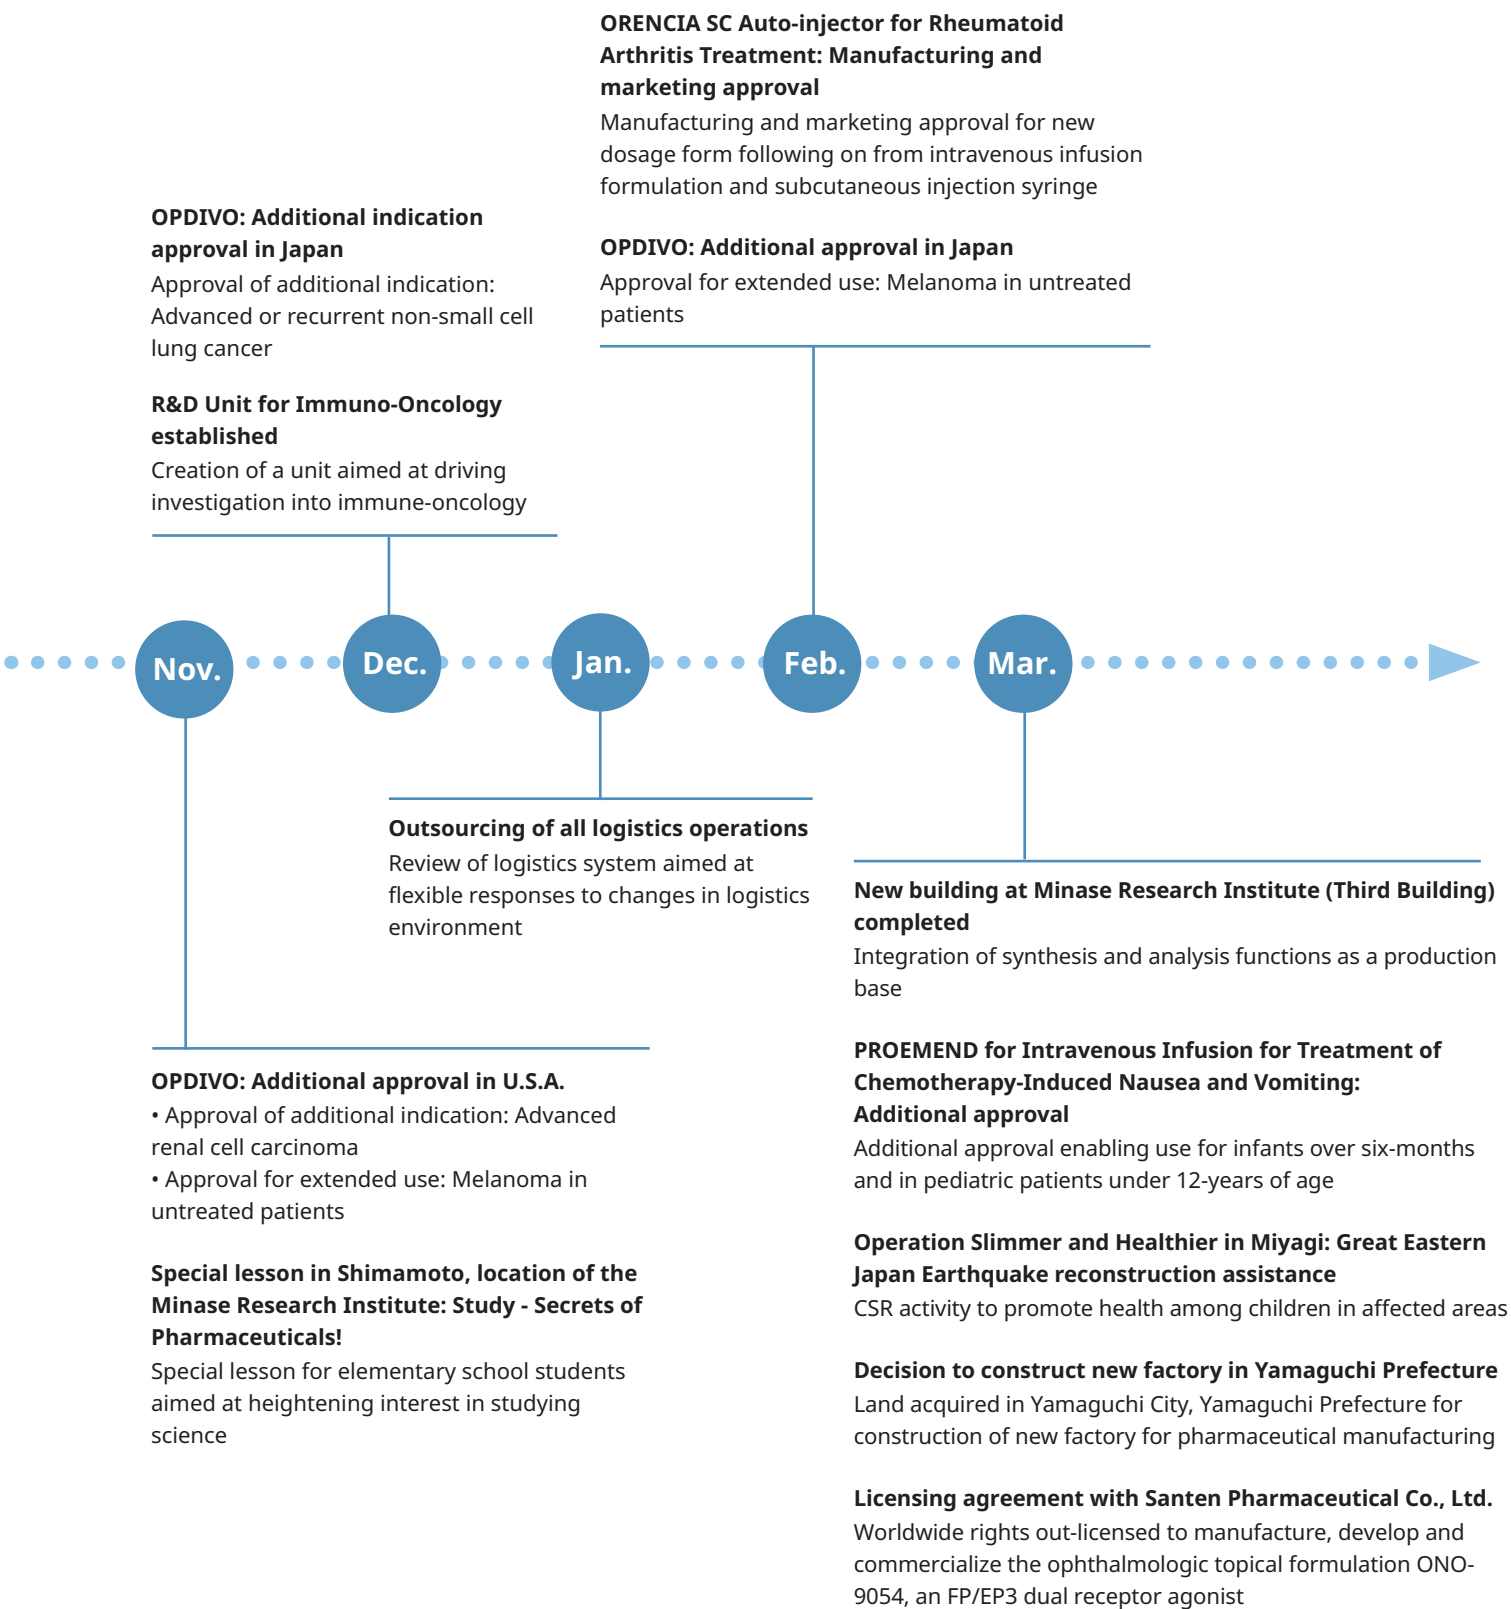 ORENCIA SC Auto-injector for Rheumatoid
Arthritis Treatment: Manufacturing and
marketing approval
Manufacturing and marketing approval for new
dosage form following on from intravenous infusion
formulation and subcutaneous injection syringe
OPDIVO: Additional approval in Japan
Approval for extended use: Melanoma in untreated
patients
OPDIVO: Additional indication
approval in Japan
Approval of additional indication:
Advanced or recurrent non-small cell
lung cancer
R&D Unit for Immuno-Oncology
established
Creation of a unit aimed at driving
investigation into immune-oncology
Nov.
Dec.
Jan.
Feb.
Mar.
Outsourcing of all logistics operations
Review of logistics system aimed at
flexible responses to changes in logistics
environment
OPDIVO: Additional approval in U.S.A.
• Approval of additional indication: Advanced
renal cell carcinoma
• Approval for extended use: Melanoma in
untreated patients
Special lesson in Shimamoto, location of the
Minase Research Institute: Study - Secrets of
Pharmaceuticals!
Special lesson for elementary school students
aimed at heightening interest in studying
science
New building at Minase Research Institute (Third Building)
completed
Integration of synthesis and analysis functions as a production
base
PROEMEND for Intravenous Infusion for Treatment of
Chemotherapy-Induced Nausea and Vomiting:
Additional approval
Additional approval enabling use for infants over six-months
and in pediatric patients under 12-years of age
Operation Slimmer and Healthier in Miyagi: Great Eastern
Japan Earthquake reconstruction assistance
CSR activity to promote health among children in affected areas
Decision to construct new factory in Yamaguchi Prefecture
Land acquired in Yamaguchi City, Yamaguchi Prefecture for
construction of new factory for pharmaceutical manufacturing
Licensing agreement with Santen Pharmaceutical Co., Ltd.
Worldwide rights out-licensed to manufacture, develop and
commercialize the ophthalmologic topical formulation ONO-
9054, an FP/EP3 dual receptor agonist